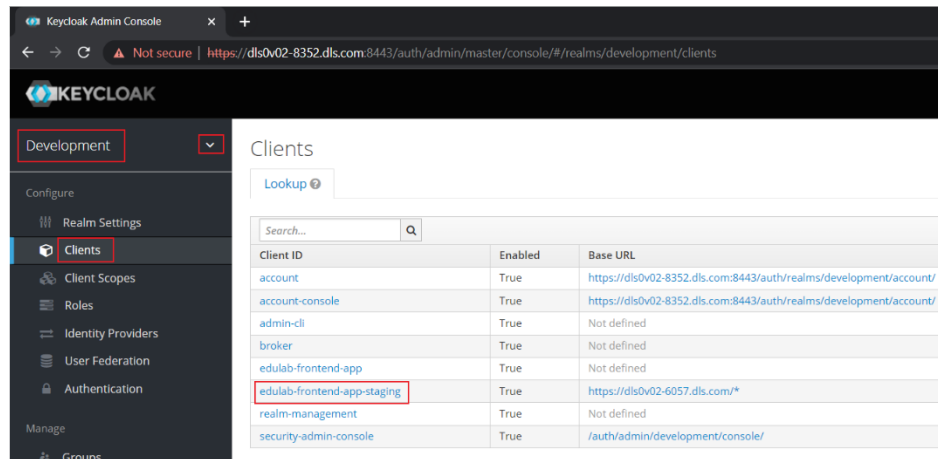 Keycloak Admin Console
Not secure | https://dls0v02-8352.dls.com:8443/auth/admin/master/console/#/realms/development/clients
KEYCLOAK
Development
Configure
Realm Settings
Clients
Client Scopes
Roles
Identity Providers
User Federation
Authentication
Manage
Groups
Clients
Lookup
Search...
Client ID Enabled Base URL
account True https://dls0v02-8352.dls.com:8443/auth/realms/development/account/
account-console True https://dls0v02-8352.dls.com:8443/auth/realms/development/account/
admin-cli True Not defined
broker True Not defined
edulab-frontend-app True Not defined
edulab-frontend-app-staging True https://dls0v02-6057.dls.com/*
realm-management True Not defined
security-admin-console True /auth/admin/development/console/